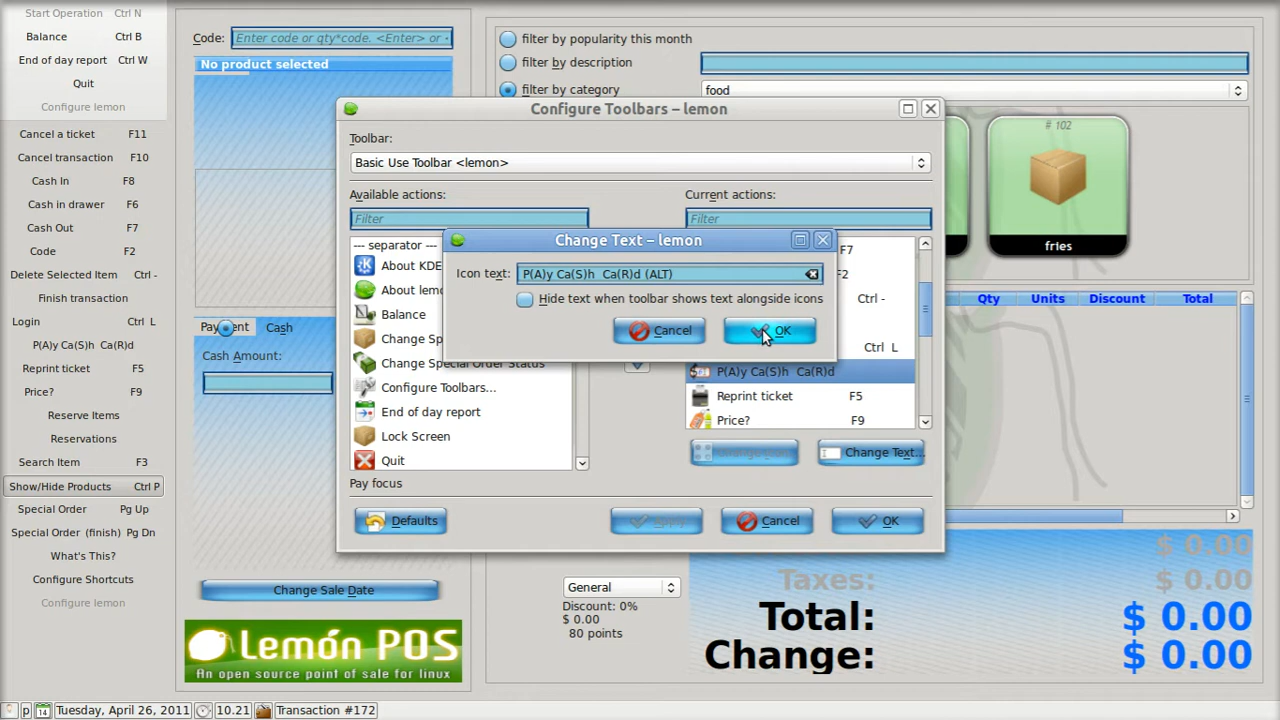 Start Operation Ctrl N
Balance Ctrl B
End of day report Ctrl W
Quit
Configure lemon
Cancel a ticket F11
Cancel transaction F10
Cash In F8
Cash in drawer F6
Cash Out F7
Code F2
Delete Selected Item Ctrl -
Finish transaction
Login Ctrl L
P(A)y Ca(S)h Ca(R)d
Reprint ticket F5
Price? F9
Reserve Items
Reservations
Search Item F3
Show/Hide Products Ctrl P
Special Order Pg Up
Special Order (finish) Pg Dn
What's This?
Configure Shortcuts
Configure lemon
Code: Enter code or qty*code. <Enter> or
No product selected
Cash
Cash Amount:
Change Sale Date
Lemón POS
An open source point of sale for linux
filter by popularity this month
filter by description
filter by category food
# 102
fries
Configure Toolbars – lemon
Toolbar:
Basic Use Toolbar <lemon>
Available actions: Current actions:
Filter Filter
--- separator ---
About KDE
About
Balance
Change
Change Special Order Status
Configure Toolbars...
End of day report
Lock Screen
Quit
F7
F2
Ctrl -
Ctrl L
P(A)y Ca(S)h Ca(R)d
Reprint ticket F5
Price? F9
Change Text...
Pay focus
Defaults Cancel OK
Change Text – lemon
Icon text: P(A)y Ca(S)h Ca(R)d (ALT)
Hide text when toolbar shows text alongside icons
Cancel OK
Qty Units Discount Total
General
Discount: 0%
$ 0.00
80 points
$ 0.00
Taxes: $ 0.00
Total: $ 0.00
Change: $ 0.00
p 14 Tuesday, April 26, 2011 10.21 Transaction #172